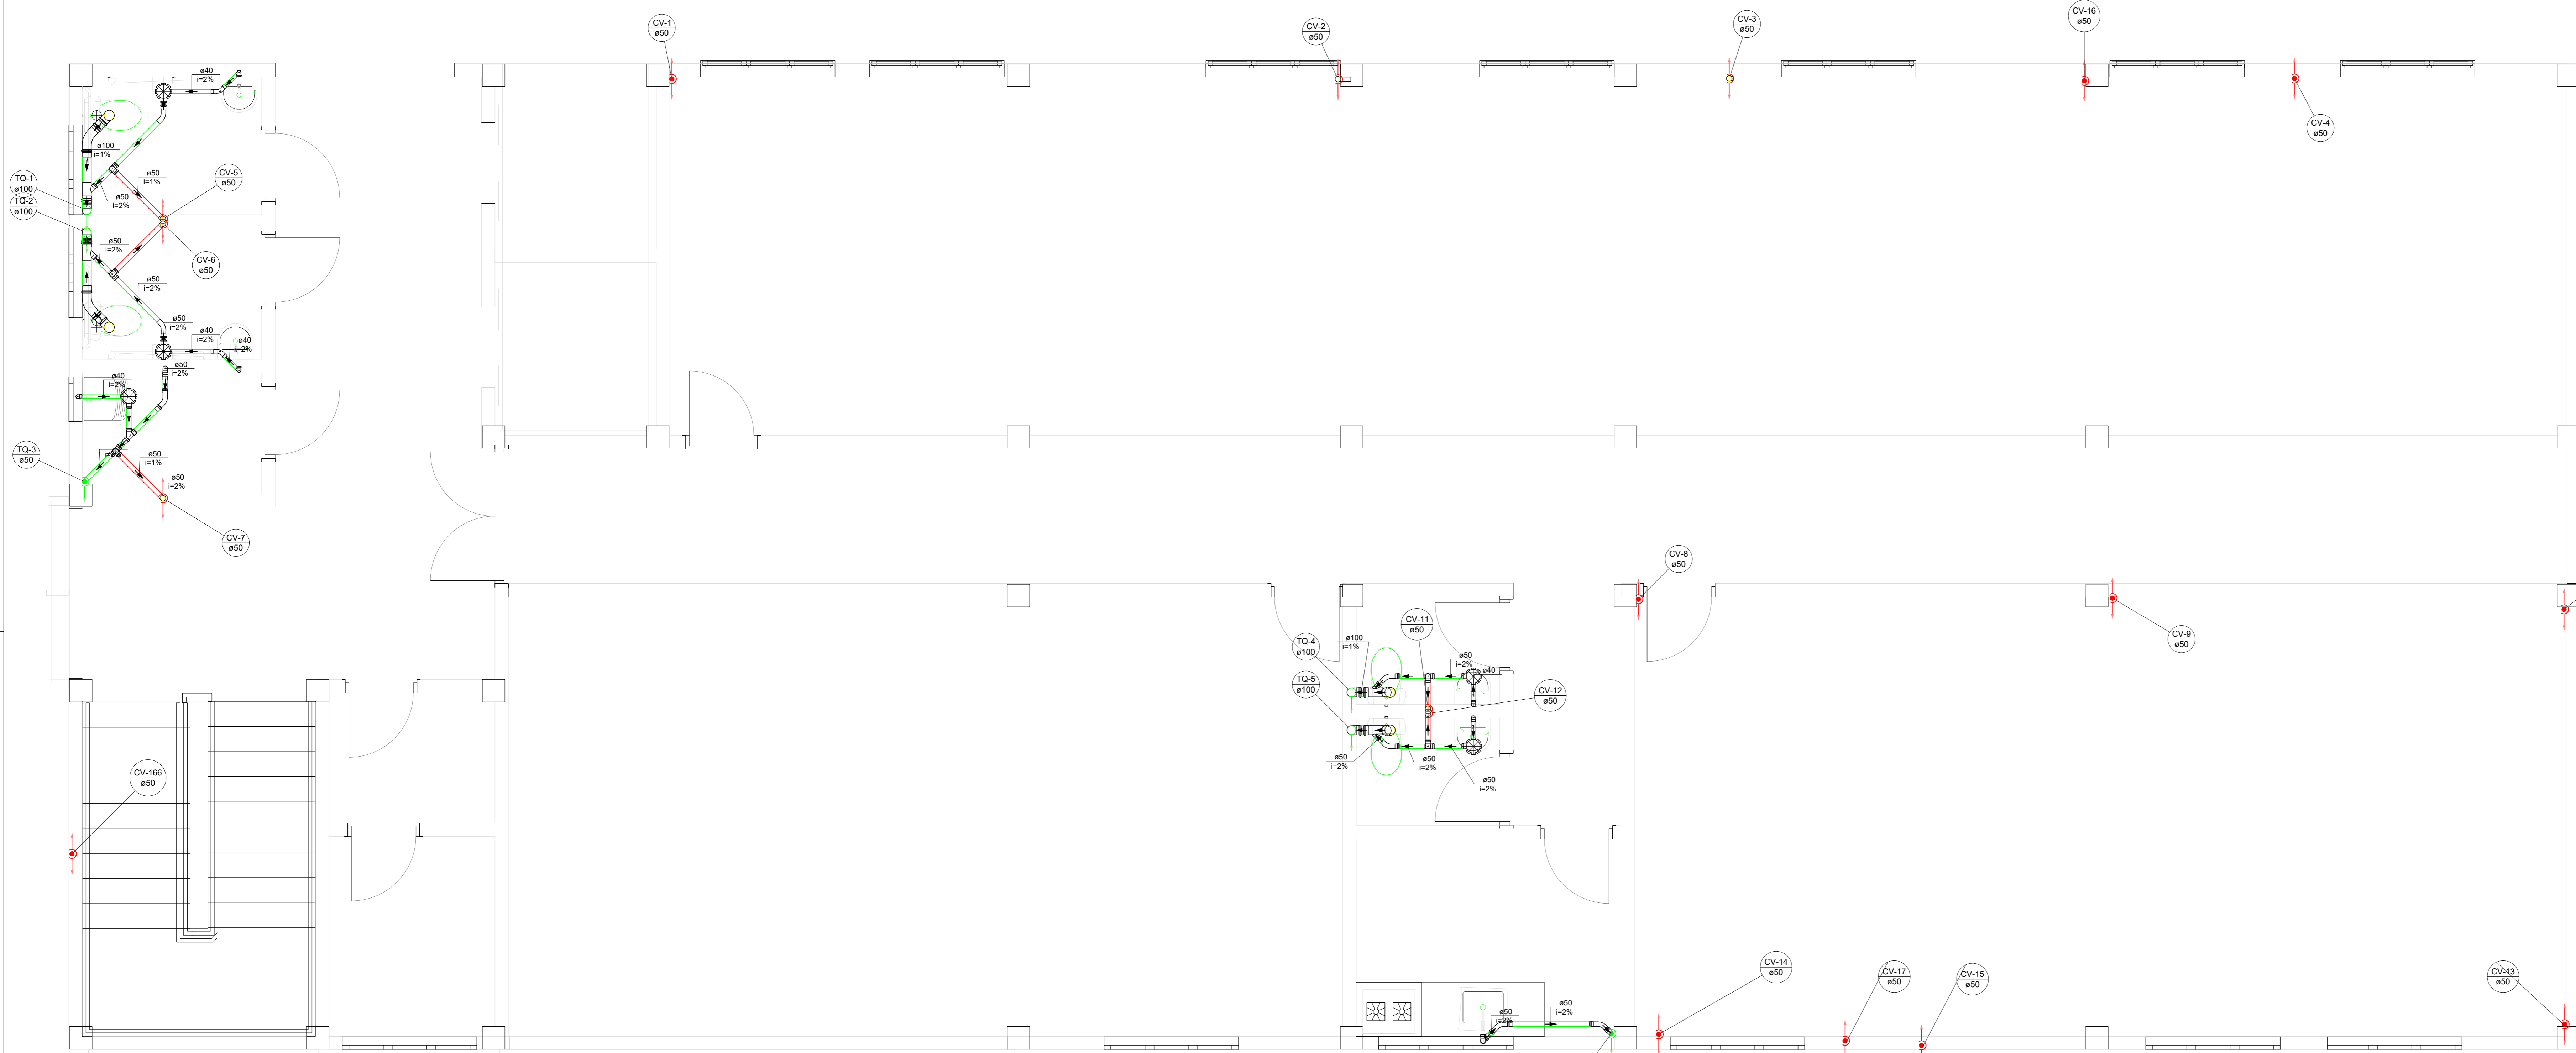 CV-1
ø50
CV-2
ø50
CV-3
ø50
CV-16
ø50
CV-4
ø50
ø40
i=2%
ø100
i=1%
TQ-1
ø100
TQ-2
ø100
ø50
i=1%
CV-5
ø50
ø50
i=2%
ø50
i=2%
CV-6
ø50
ø50
i=2%
ø50
i=2%
ø40
i=2%
ø40
i=2%
ø50
i=2%
ø40
i=2%
TQ-3
ø50
ø50
i=1%
ø50
i=2%
CV-7
ø50
CV-8
ø50
CV-9
ø50
TQ-4
ø100
ø100
i=1%
CV-11
ø50
ø50
i=2%
ø40
TQ-5
ø100
CV-12
ø50
ø50
i=2%
ø50
i=2%
ø50
i=2%
CV-166
ø50
CV-14
ø50
CV-17
ø50
CV-15
ø50
CV-13
ø50
ø50
i=2%
ø50
i=2%